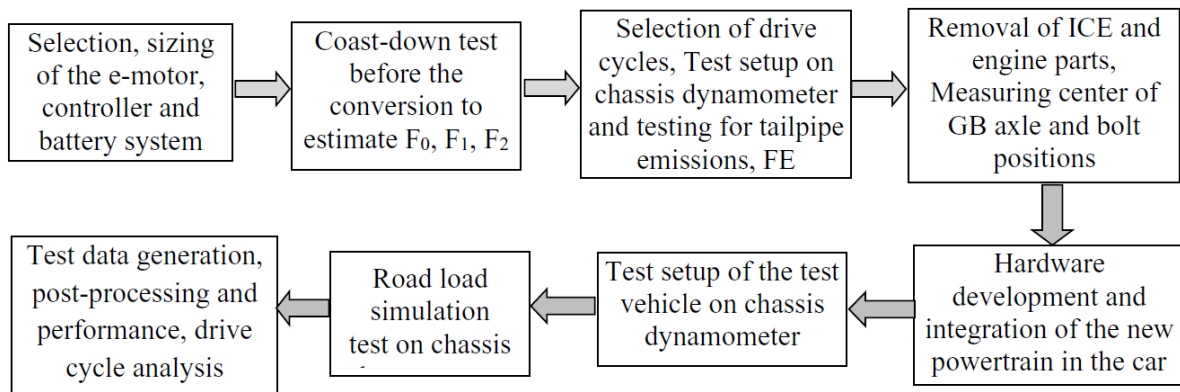 Selection, sizing
of the e-motor,
controller and
battery system
Coast-down test
before the
conversion to
estimate F₀, F₁, F₂
Selection of drive
cycles, Test setup on
chassis dynamometer
and testing for tailpipe
emissions, FE
Removal of ICE and
engine parts,
Measuring center of
GB axle and bolt
positions
Hardware
development and
integration of the new
powertrain in the car
Test setup of the test
vehicle on chassis
dynamometer
Road load
simulation
test on chassis
Test data generation,
post-processing and
performance, drive
cycle analysis